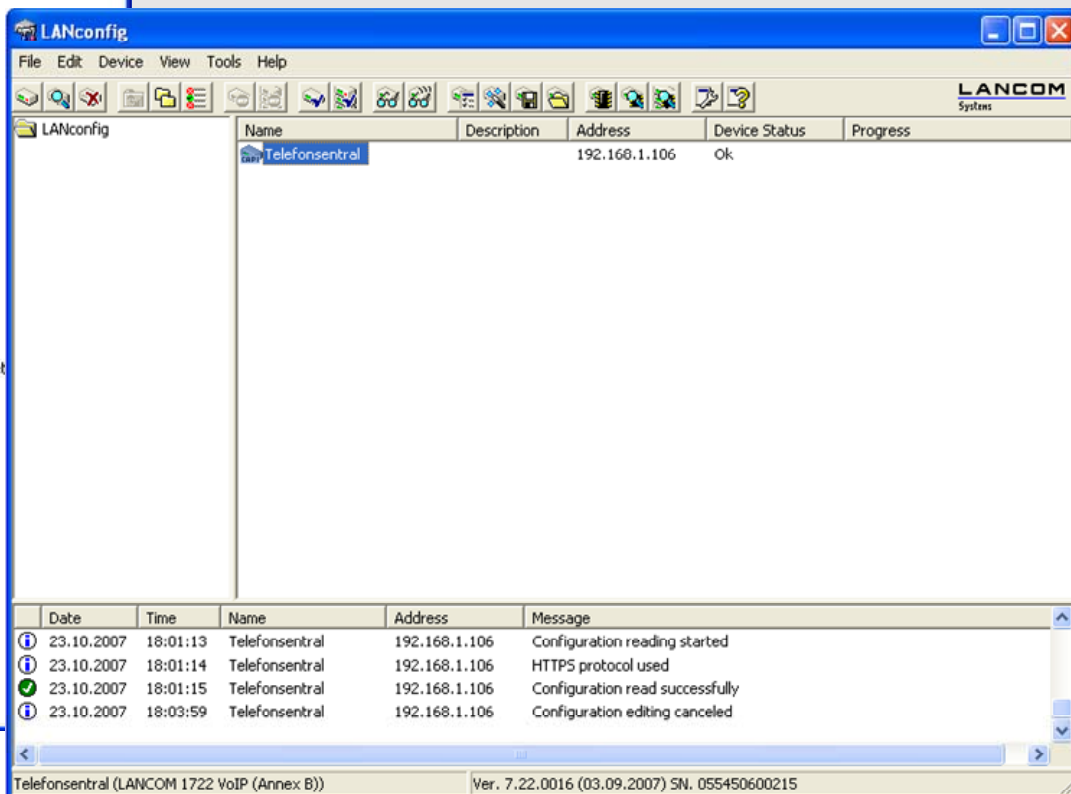 LANconfig
File Edit Device View Tools Help
LANCOM
Systems
LANconfig
Name Description Address Device Status Progress
CAPI Telefonsentral 192.168.1.106 Ok
Date Time Name Address Message
23.10.2007 18:01:13 Telefonsentral 192.168.1.106 Configuration reading started
23.10.2007 18:01:14 Telefonsentral 192.168.1.106 HTTPS protocol used
23.10.2007 18:01:15 Telefonsentral 192.168.1.106 Configuration read successfully
23.10.2007 18:03:59 Telefonsentral 192.168.1.106 Configuration editing canceled
Telefonsentral (LANCOM 1722 VoIP (Annex B)) Ver. 7.22.0016 (03.09.2007) SN. 055450600215